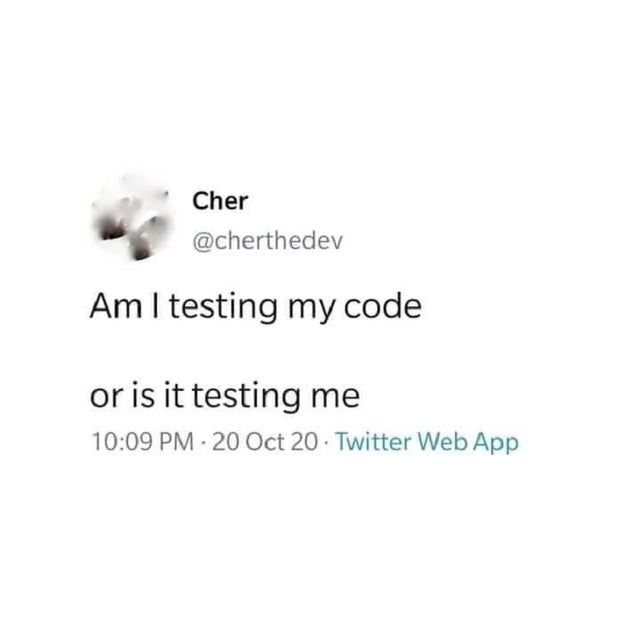 Cher
@cherthedev
Am I testing my code
or is it testing me
10:09 PM · 20 Oct 20 · Twitter Web App